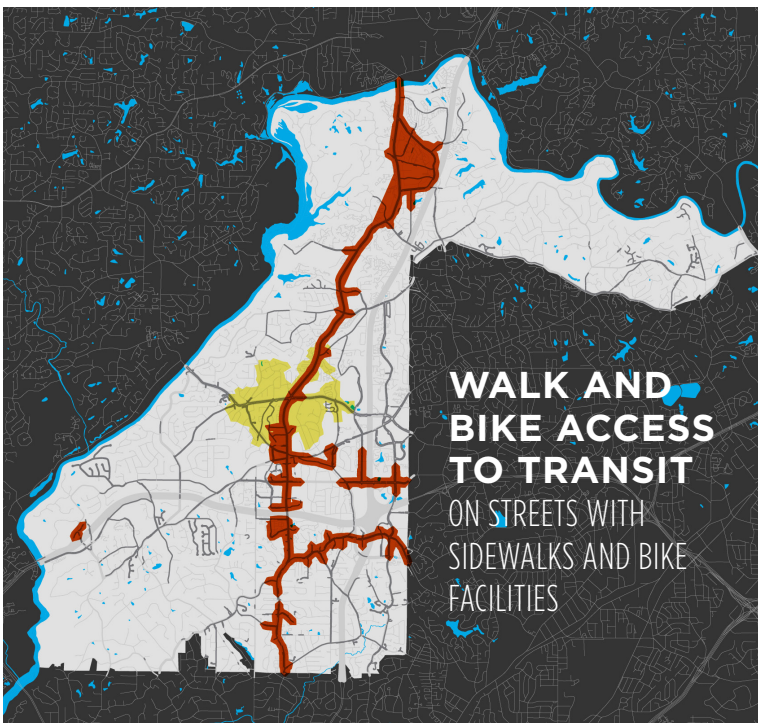 WALK AND
BIKE ACCESS
TO TRANSIT
ON STREETS WITH
SIDEWALKS AND BIKE
FACILITIES